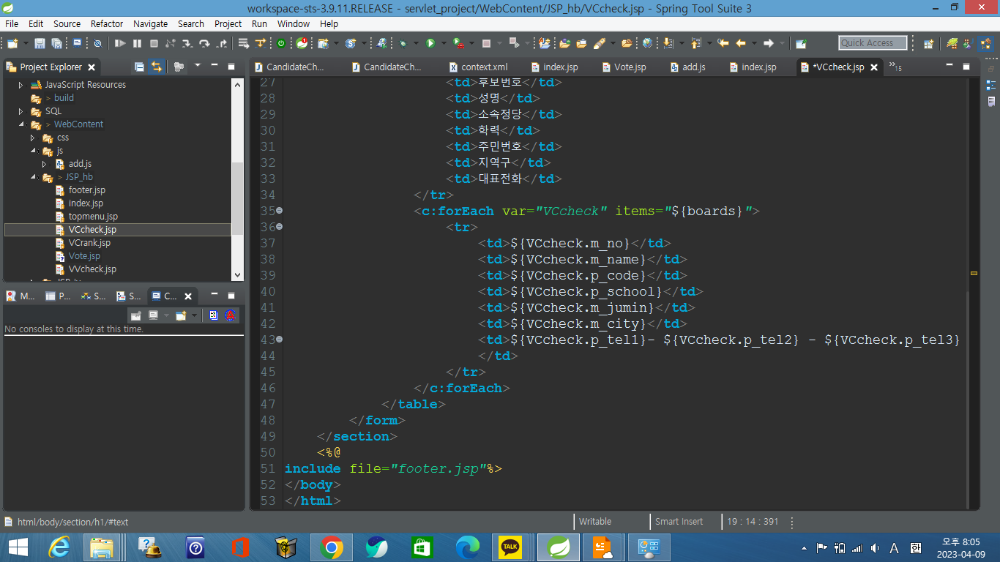 workspace-sts-3.9.11.RELEASE - servlet_project/WebContent/JSP_hb/VCcheck.jsp - Spring Tool Suite 3
File Edit Source Refactor Navigate Search Project Run Window Help
Quick Access
Project Explorer
CandidateCh... CandidateCh... context.xml index.jsp Vote.jsp add.js index.jsp *VCcheck.jsp »15
JavaScript Resources
> build
SQL
> WebContent
css
js
add.js
> JSP_hb
footer.jsp
index.jsp
topmenu.jsp
VCcheck.jsp
VCrank.jsp
Vote.jsp
VVcheck.jsp
M... P... S... S... C...
No consoles to display at this time.
27 <td>후보번호</td>
28 <td>성명</td>
29 <td>소속정당</td>
30 <td>학력</td>
31 <td>주민번호</td>
32 <td>지역구</td>
33 <td>대표전화</td>
34 </tr>
35 <c:forEach var="VCcheck" items="${boards}">
36 <tr>
37 <td>${VCcheck.m_no}</td>
38 <td>${VCcheck.m_name}</td>
39 <td>${VCcheck.p_code}</td>
40 <td>${VCcheck.p_school}</td>
41 <td>${VCcheck.m_jumin}</td>
42 <td>${VCcheck.m_city}</td>
43 <td>${VCcheck.p_tel1}- ${VCcheck.p_tel2} - ${VCcheck.p_tel3}
44 </td>
45 </tr>
46 </c:forEach>
47 </table>
48 </form>
49 </section>
50 <%@
51 include file="footer.jsp"%>
52 </body>
53 </html>
html/body/section/h1/#text Writable Smart Insert 19 : 14 : 391
TALK
A 한
오후 8:05
2023-04-09